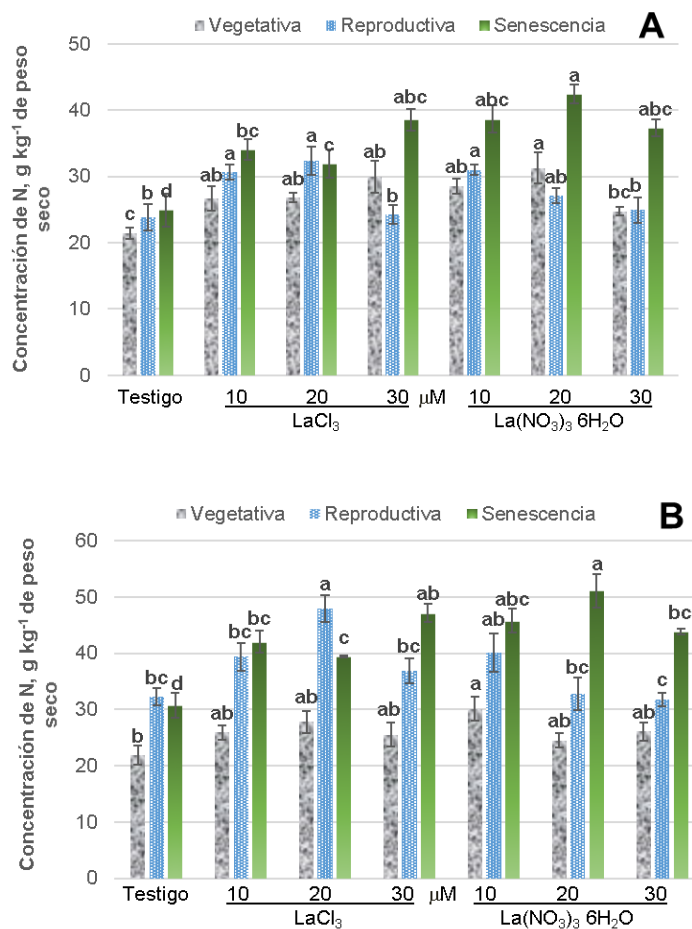 A
Vegetativa Reproductiva Senescencia
Concentración de N, g kg⁻¹ de peso
seco
50
40
30
20
10
0
c b d
ab a bc
ab a c
ab b abc
ab a abc
a ab a
bc b abc
Testigo 10 20 30 μM 10 20 30
LaCl₃ La(NO₃)₃ 6H₂O
B
Vegetativa Reproductiva Senescencia
Concentración de N, g kg⁻¹ de peso
seco
60
50
40
30
20
10
0
b bc d
ab bc bc
ab a c
ab bc ab
a ab abc
ab bc a
ab c bc
Testigo 10 20 30 μM 10 20 30
LaCl₃ La(NO₃)₃ 6H₂O